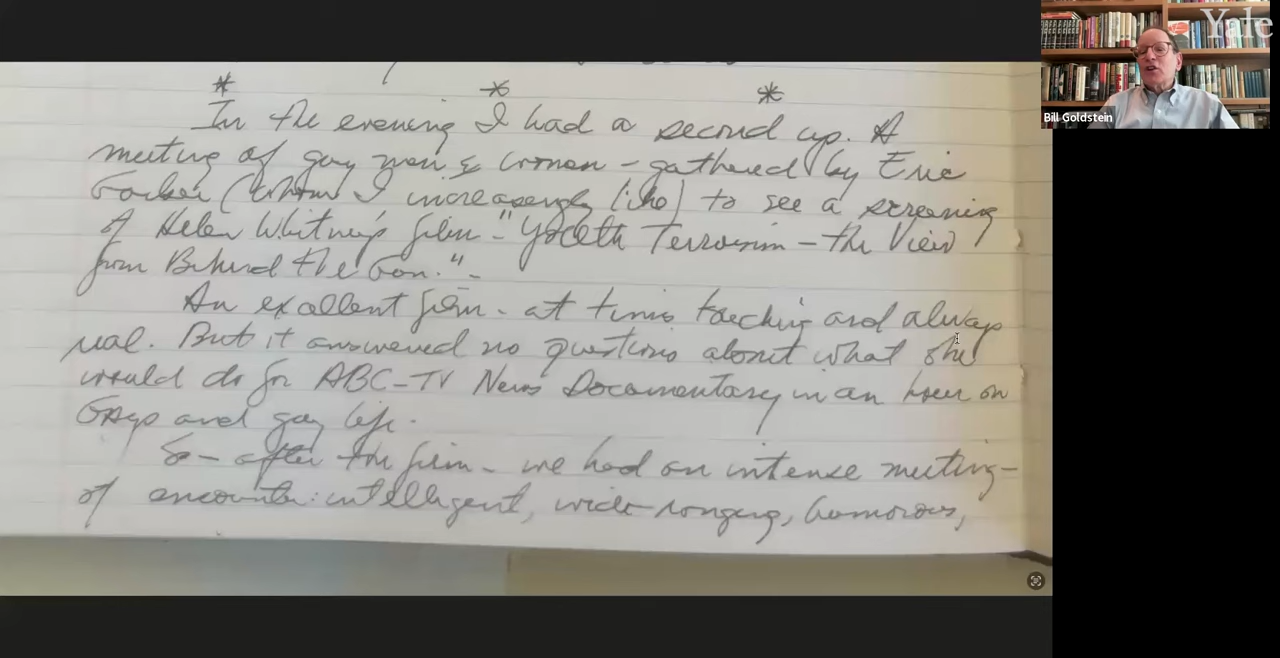 * * *
In the evening I had a second up. A
meeting of gay men & women – gathered by Eric
(whom I increasingly like) to see a screening
of Helen Whitney's film – "Youth Terrorism – The View
from Behind the Gun." –
An excellent film – at times touching and always
real. But it answered no questions about what she
would do for ABC–TV News Documentary in an hour on
Gays and gay life.
So – after the film – we had an intense meeting –
of encounter: intelligent, wide-ranging, humorous,
Yale
Bill Goldstein